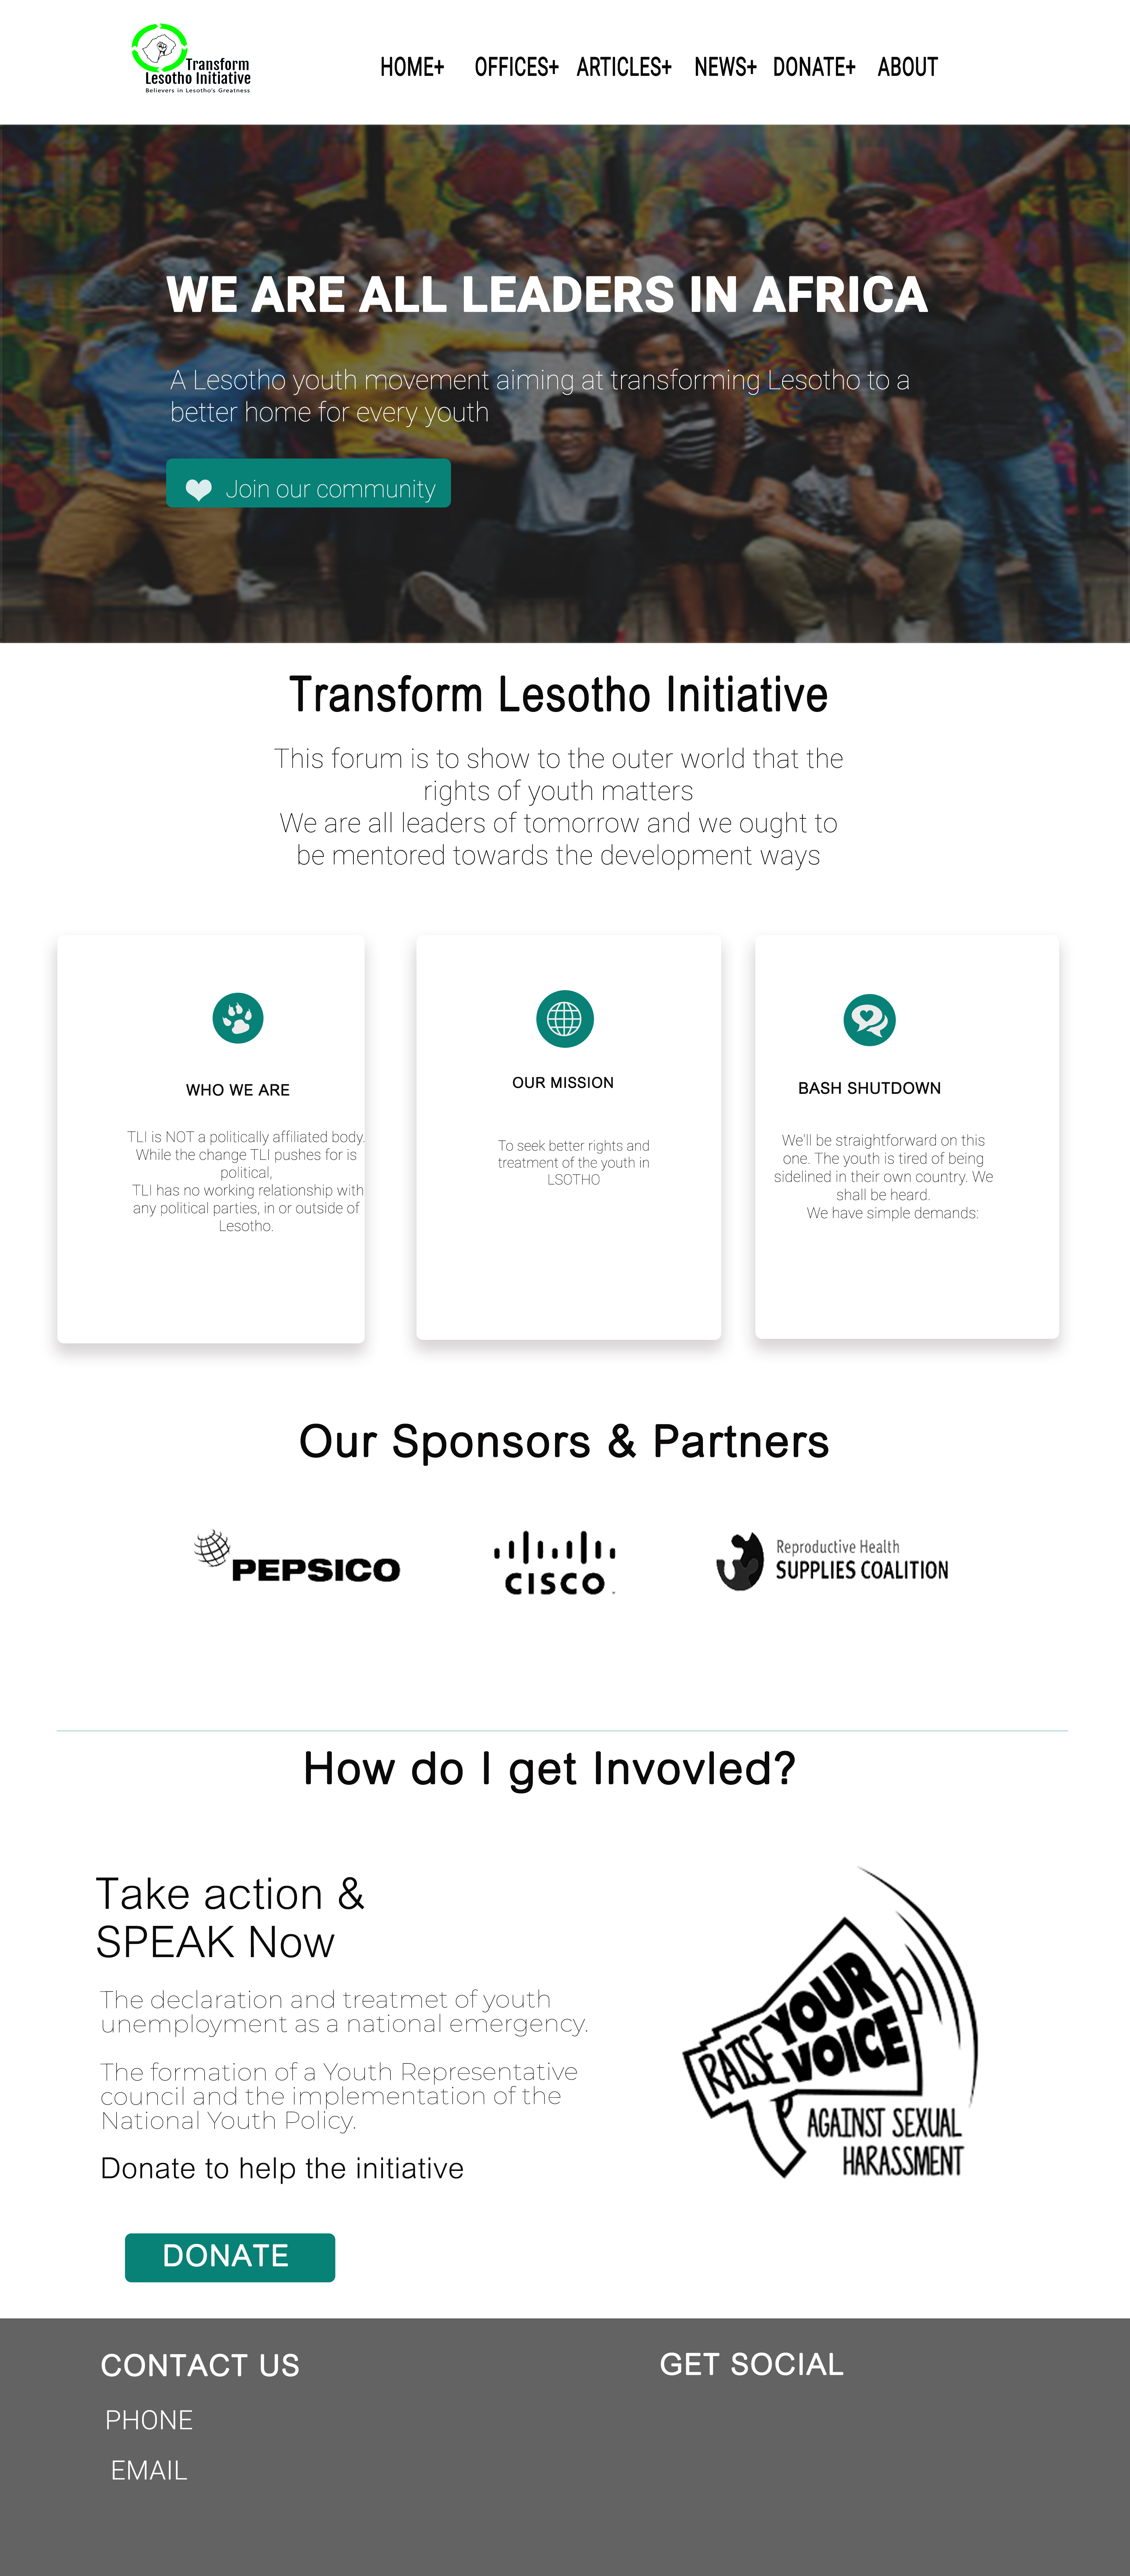 Transform
Lesotho Initiative
Believers in Lesotho's Greatness
HOME+ OFFICES+ ARTICLES+ NEWS+ DONATE+ ABOUT
WE ARE ALL LEADERS IN AFRICA
A Lesotho youth movement aiming at transforming Lesotho to a
better home for every youth
Join our community
Transform Lesotho Initiative
This forum is to show to the outer world that the
rights of youth matters
We are all leaders of tomorrow and we ought to
be mentored towards the development ways
WHO WE ARE
TLI is NOT a politically affiliated body.
While the change TLI pushes for is
political,
TLI has no working relationship with
any political parties, in or outside of
Lesotho.
OUR MISSION
To seek better rights and
treatment of the youth in
LSOTHO
BASH SHUTDOWN
We'll be straightforward on this
one. The youth is tired of being
sidelined in their own country. We
shall be heard.
We have simple demands:
Our Sponsors & Partners
PEPSICO
CISCO
Reproductive Health
SUPPLIES COALITION
How do I get Invovled?
Take action &
SPEAK Now
The declaration and treatmet of youth
unemployment as a national emergency.
The formation of a Youth Representative
council and the implementation of the
National Youth Policy.
Donate to help the initiative
DONATE
RAISE YOUR
VOICE
AGAINST SEXUAL
HARASSMENT
CONTACT US
PHONE
EMAIL
GET SOCIAL